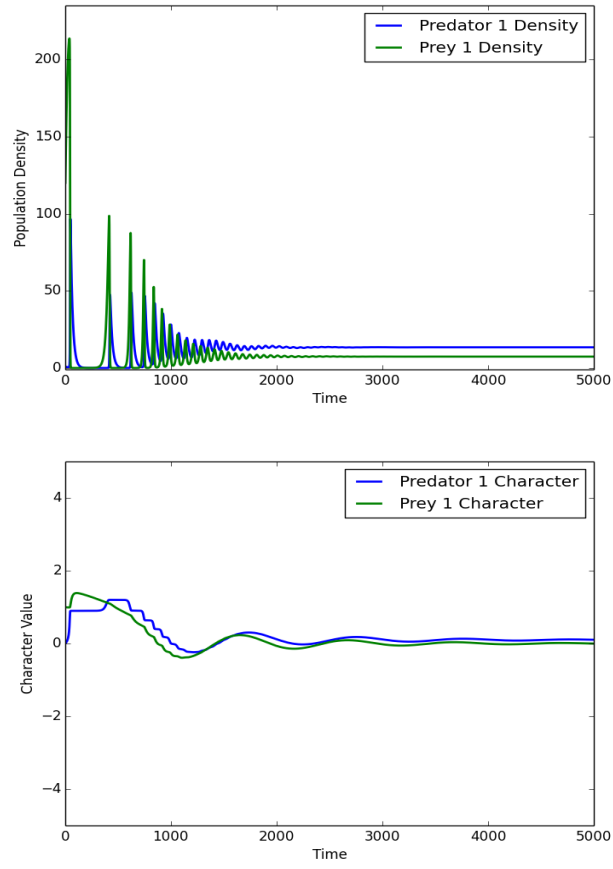 Predator 1 Density
Prey 1 Density
Population Density
200
150
100
50
0
0 1000 2000 3000 4000 5000
Time
Predator 1 Character
Prey 1 Character
Character Value
4
2
0
−2
−4
0 1000 2000 3000 4000 5000
Time